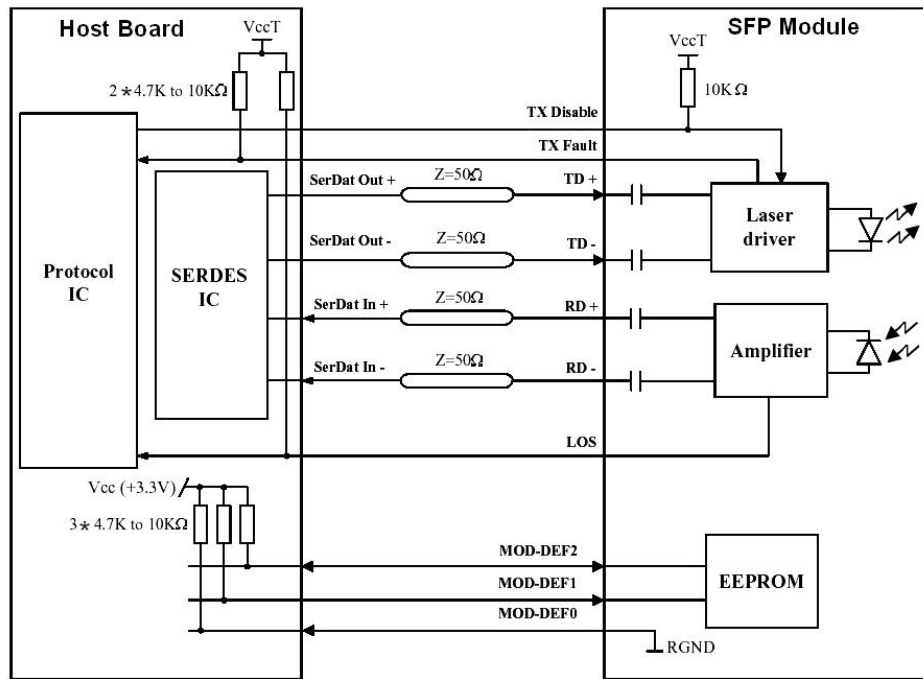 Host Board
SFP Module
VccT
VccT
2*4.7K to 10KΩ
10KΩ
TX Disable
TX Fault
SerDat Out +
Z=50Ω
TD +
SerDat Out -
Z=50Ω
TD -
Laser
driver
Protocol
IC
SERDES
IC
SerDat In +
Z=50Ω
RD +
SerDat In -
Z=50Ω
RD -
Amplifier
LOS
Vcc (+3.3V)
3*4.7K to 10KΩ
MOD-DEF2
MOD-DEF1
MOD-DEF0
EEPROM
RGND